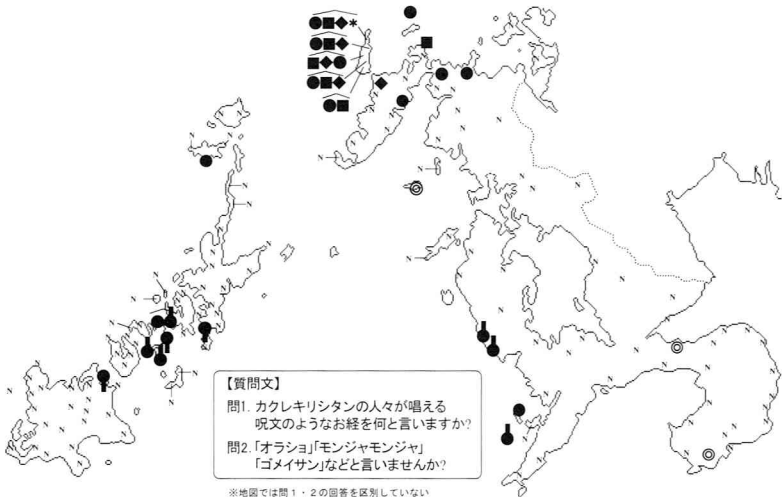 【質問文】
問1. カクレキリシタンの人々が唱える
呪文のようなお経を何と言いますか?
問2.「オラショ」「モンジャモンジャ」
「ゴメイサン」などと言いませんか?
※地図では問1・2の回答を区別していない